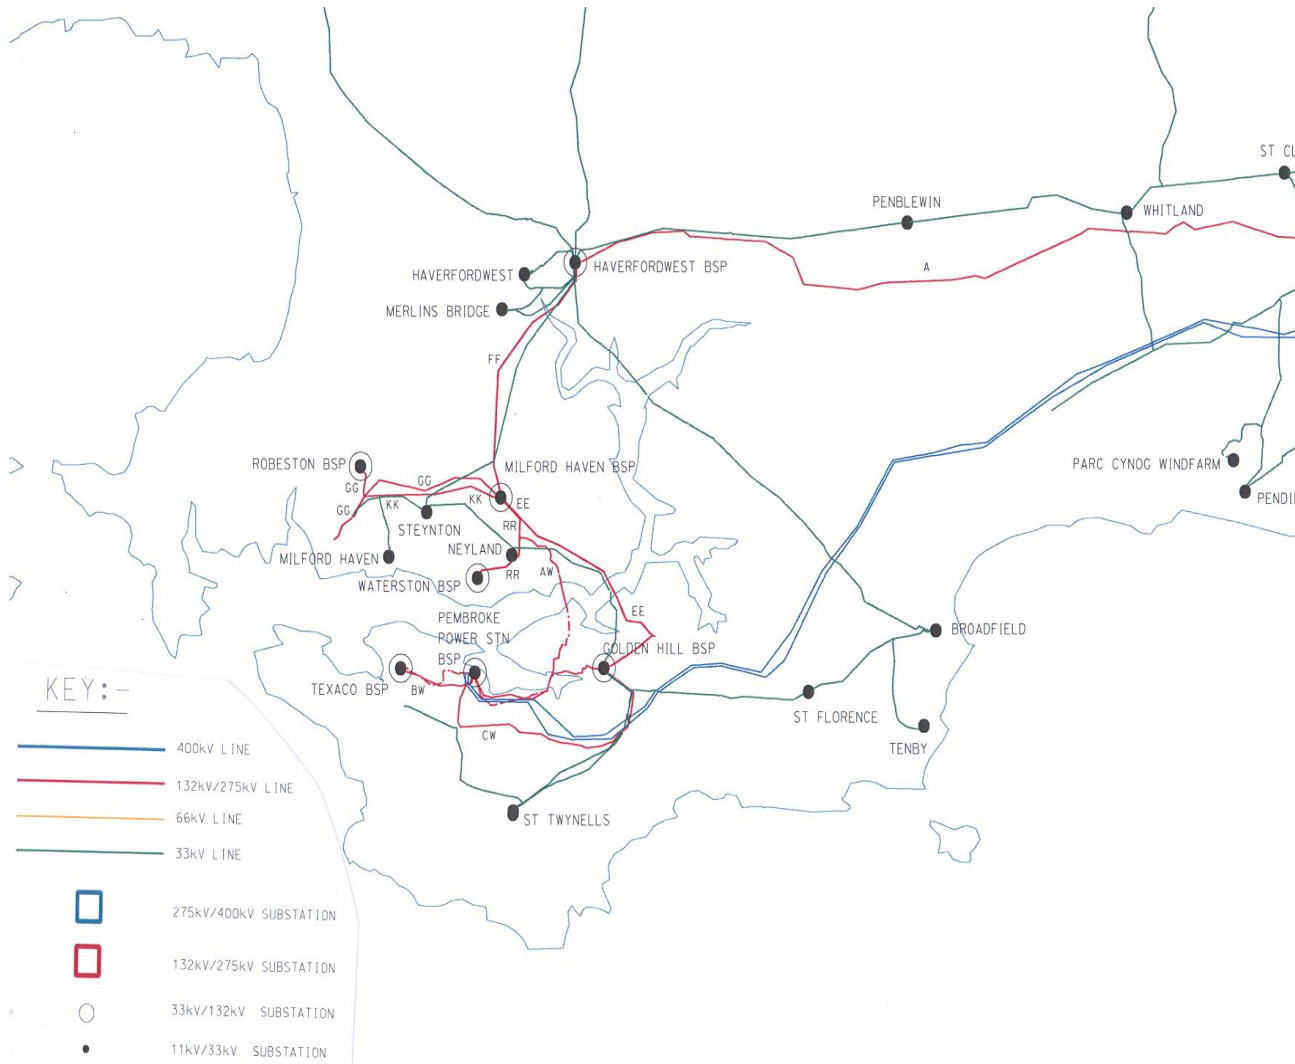 ST CL
PENBLEWIN
WHITLAND
HAVERFORDWEST BSP
HAVERFORDWEST
A
MERLINS BRIDGE
FF
ROBESTON BSP
MILFORD HAVEN BSP
PARC CYNOG WINDFARM
GG
GG
KK
KK
EE
GG
PENDI
STEYNTON
RR
NEYLAND
MILFORD HAVEN
WATERSTON BSP
RR
AW
EE
PEMBROKE
POWER STN
BSP
BROADFIELD
GOLDEN HILL BSP
TEXACO BSP
BW
ST FLORENCE
CW
TENBY
ST TWYNELLS
KEY:-
400kV LINE
132kV/275kV LINE
66kV LINE
33kV LINE
275kV/400kV SUBSTATION
132kV/275kV SUBSTATION
33kV/132kV SUBSTATION
11kV/33kV SUBSTATION